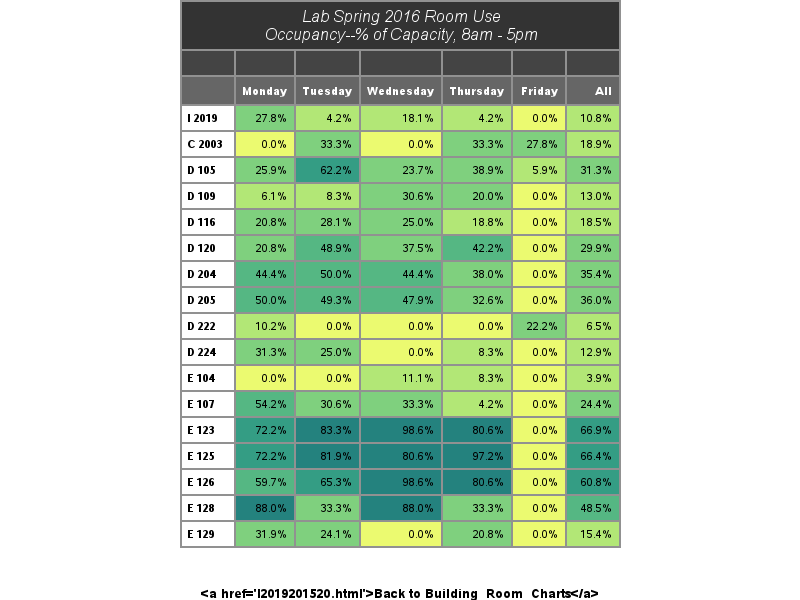 Lab Spring 2016 Room Use
Occupancy--% of Capacity, 8am - 5pm
Monday Tuesday Wednesday Thursday Friday All
I 2019 27.8% 4.2% 18.1% 4.2% 0.0% 10.8%
C 2003 0.0% 33.3% 0.0% 33.3% 27.8% 18.9%
D 105 25.9% 62.2% 23.7% 38.9% 5.9% 31.3%
D 109 6.1% 8.3% 30.6% 20.0% 0.0% 13.0%
D 116 20.8% 28.1% 25.0% 18.8% 0.0% 18.5%
D 120 20.8% 48.9% 37.5% 42.2% 0.0% 29.9%
D 204 44.4% 50.0% 44.4% 38.0% 0.0% 35.4%
D 205 50.0% 49.3% 47.9% 32.6% 0.0% 36.0%
D 222 10.2% 0.0% 0.0% 0.0% 22.2% 6.5%
D 224 31.3% 25.0% 0.0% 8.3% 0.0% 12.9%
E 104 0.0% 0.0% 11.1% 8.3% 0.0% 3.9%
E 107 54.2% 30.6% 33.3% 4.2% 0.0% 24.4%
E 123 72.2% 83.3% 98.6% 80.6% 0.0% 66.9%
E 125 72.2% 81.9% 80.6% 97.2% 0.0% 66.4%
E 126 59.7% 65.3% 98.6% 80.6% 0.0% 60.8%
E 128 88.0% 33.3% 88.0% 33.3% 0.0% 48.5%
E 129 31.9% 24.1% 0.0% 20.8% 0.0% 15.4%
<a href='I2019201520.html'>Back to Building_Room_Charts</a>